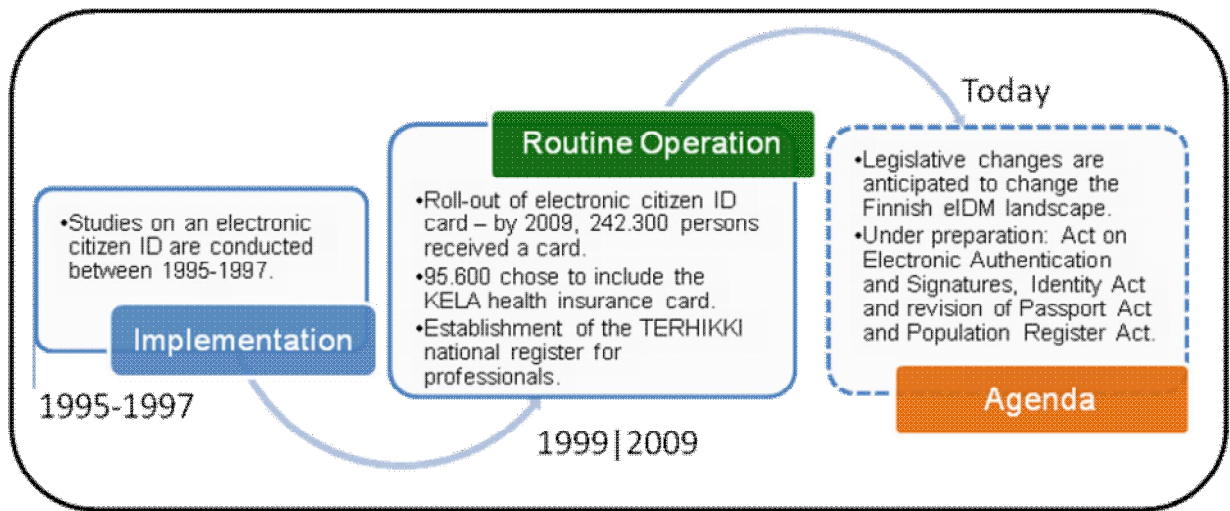 •Studies on an electronic
citizen ID are conducted
between 1995-1997.
Implementation
1995-1997
Routine Operation
•Roll-out of electronic citizen ID
card – by 2009, 242.300 persons
received a card.
•95.600 chose to include the
KELA health insurance card.
•Establishment of the TERHIKKI
national register for
professionals.
1999|2009
Today
•Legislative changes are
anticipated to change the
Finnish eIDM landscape.
•Under preparation: Act on
Electronic Authentication
and Signatures, Identity Act
and revision of Passport Act
and Population Register Act.
Agenda